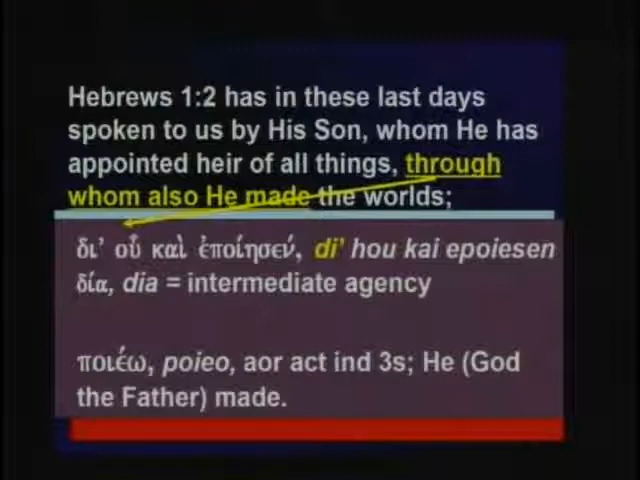 Hebrews 1:2 has in these last days
spoken to us by His Son, whom He has
appointed heir of all things, through
whom also He made the worlds;
δι’ οὗ καὶ ἐποίησεν́, di’ hou kai epoiesen
δία, dia = intermediate agency
ποιέω, poieo, aor act ind 3s; He (God
the Father) made.